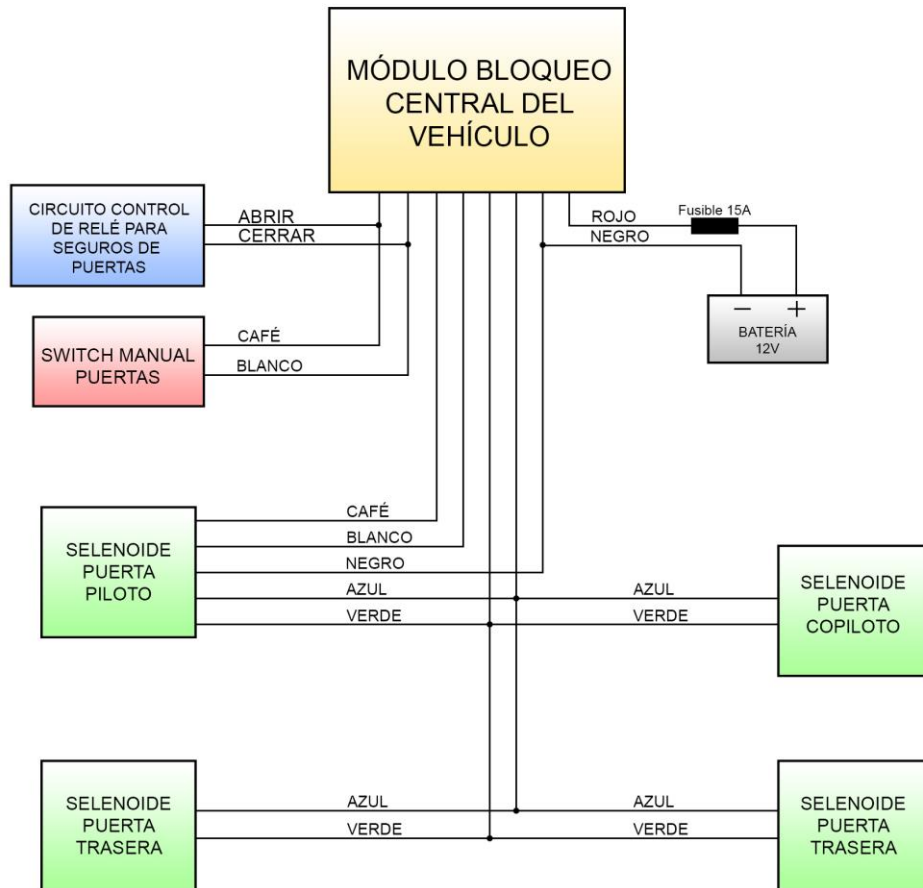 MÓDULO BLOQUEO
CENTRAL DEL
VEHÍCULO
CIRCUITO CONTROL
DE RELÉ PARA
SEGUROS DE
PUERTAS
ABRIR
CERRAR
ROJO
NEGRO
Fusible 15A
BATERÍA
12V
SWITCH MANUAL
PUERTAS
CAFÉ
BLANCO
SELENOIDE
PUERTA
PILOTO
CAFÉ
BLANCO
NEGRO
AZUL
VERDE
AZUL
VERDE
SELENOIDE
PUERTA
COPILOTO
SELENOIDE
PUERTA
TRASERA
AZUL
VERDE
AZUL
VERDE
SELENOIDE
PUERTA
TRASERA